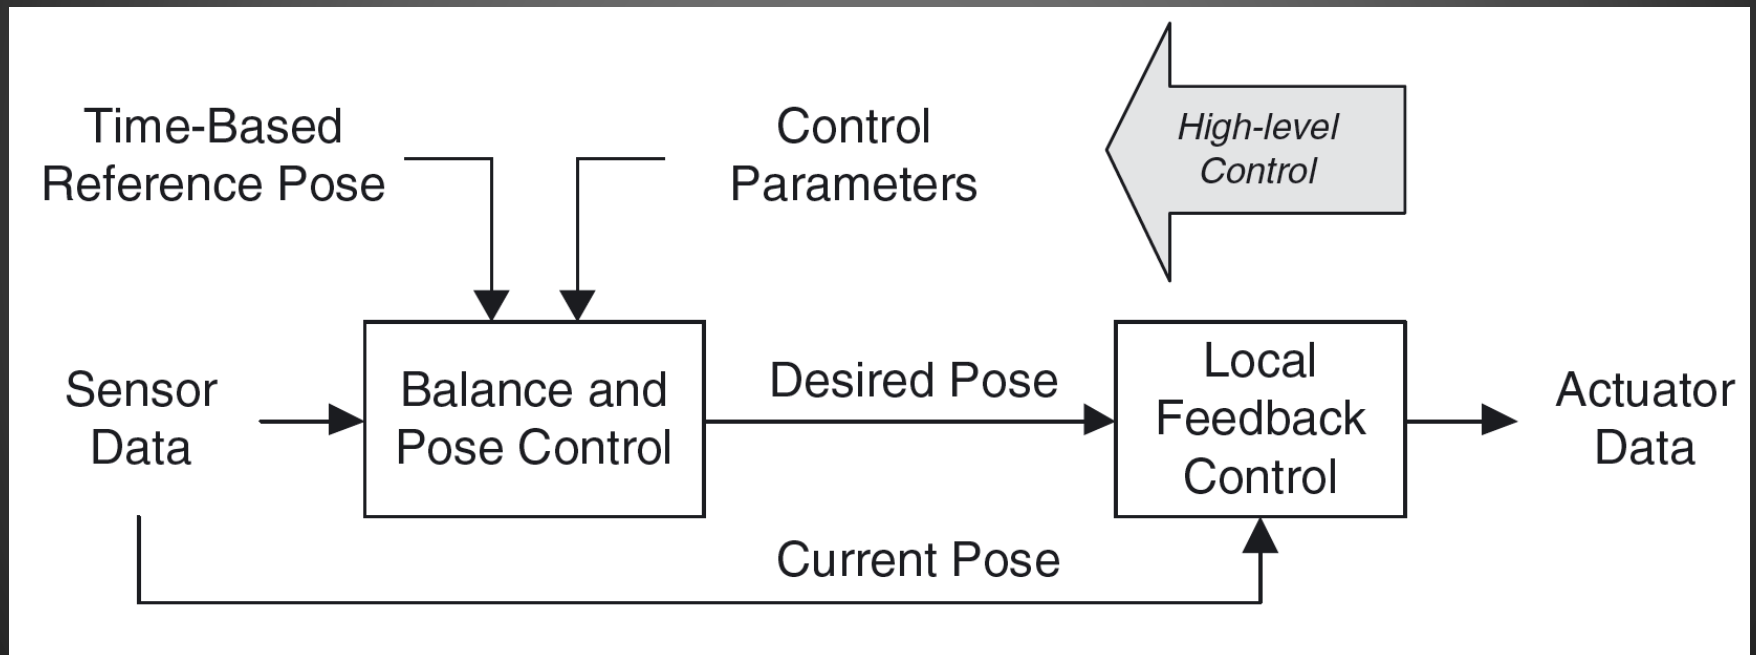 Time-Based
Reference Pose
Control
Parameters
High-level
Control
Sensor
Data
Balance and
Pose Control
Desired Pose
Local
Feedback
Control
Actuator
Data
Current Pose